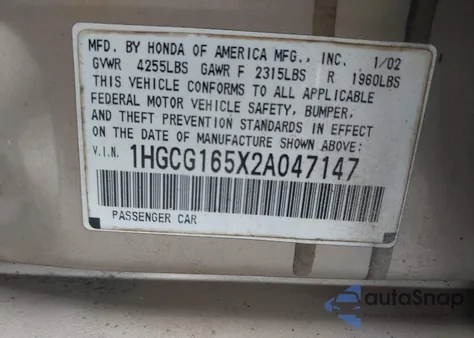 MFD. BY HONDA OF AMERICA MFG., INC. 1/02
GVWR 4255LBS GAWR F 2315LBS R 1960LBS
THIS VEHICLE CONFORMS TO ALL APPLICABLE
FEDERAL MOTOR VEHICLE SAFETY, BUMPER,
AND THEFT PREVENTION STANDARDS IN EFFECT
ON THE DATE OF MANUFACTURE SHOWN ABOVE:
V.I.N. 1HGCG165X2A047147
PASSENGER CAR
autoSnap